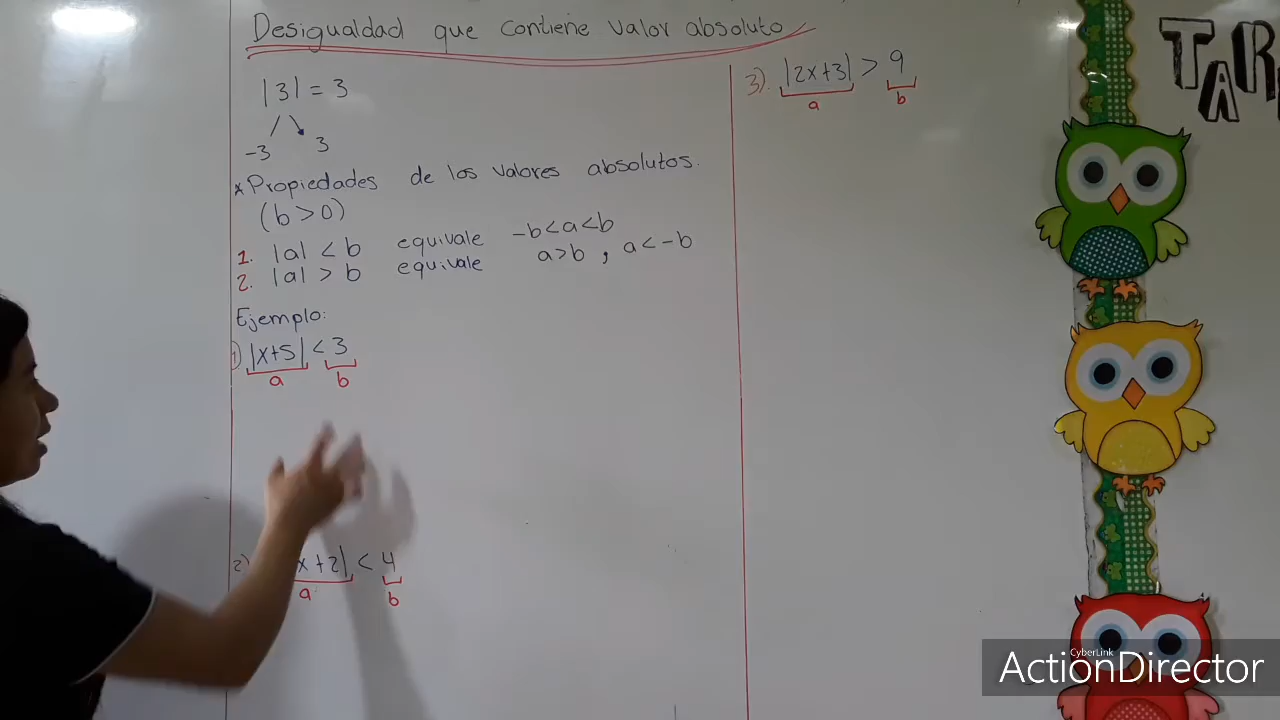 Desigualdad que contiene valor absoluto
|3| = 3
-3 3
* Propiedades de los valores absolutos.
(b > 0)
1. |a| < b equivale -b<a<b
2. |a| > b equivale a>b , a<-b
Ejemplo:
1) |x+5| < 3
a b
2) x+2| < 4
a b
3). |2x+3| > 9
a b
TAR
CyberLink
ActionDirector